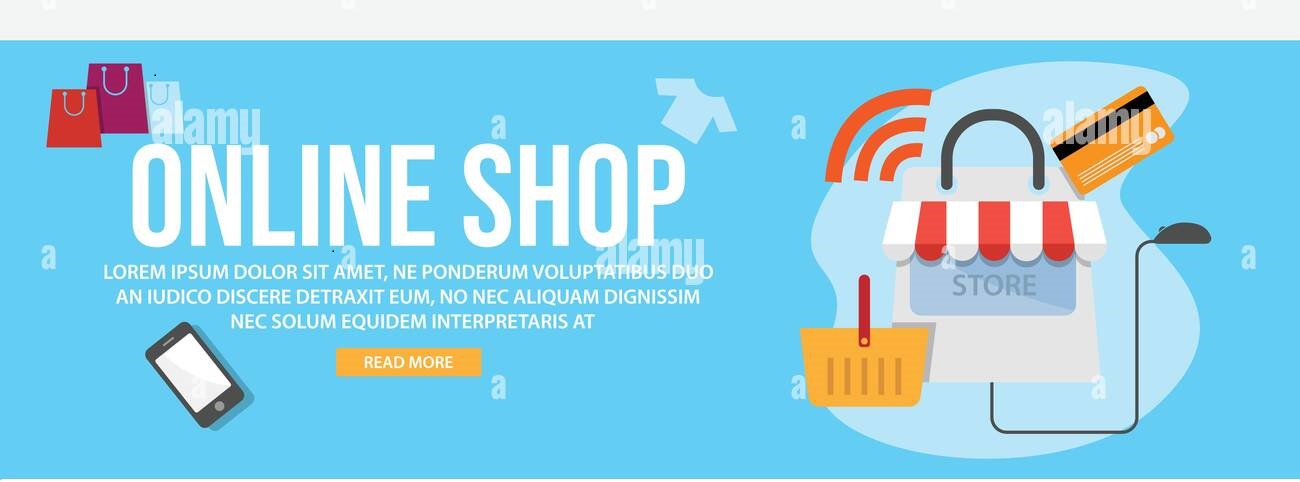 ONLINE SHOP
LOREM IPSUM DOLOR SIT AMET, NE PONDERUM VOLUPTATIBUS DUO
AN IUDICO DISCERE DETRAXIT EUM, NO NEC ALIQUAM DIGNISSIM
NEC SOLUM EQUIDEM INTERPRETARIS AT
READ MORE
STORE
alamy
alamy
alamy
a
a
a
a
a
a
a
a